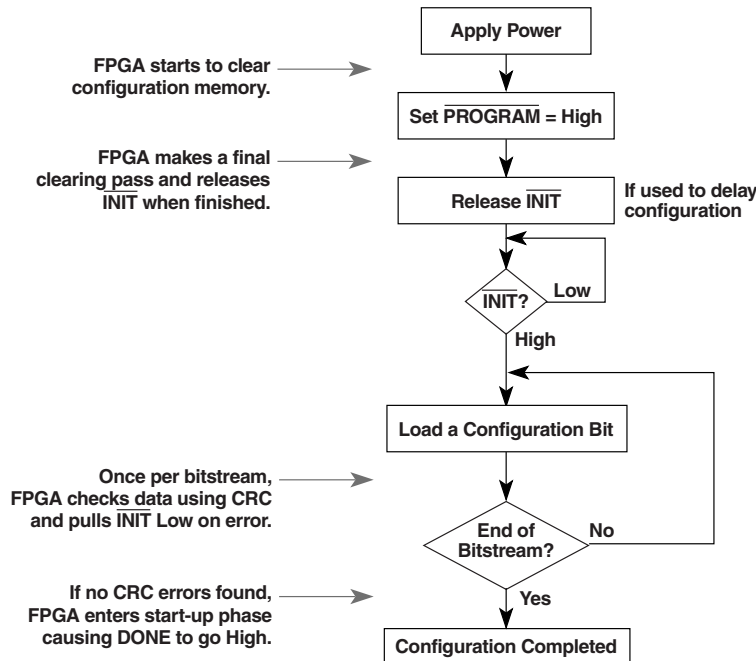 Apply Power
FPGA starts to clear
configuration memory.
Set PROGRAM = High
FPGA makes a final
clearing pass and releases
INIT when finished.
Release INIT
If used to delay
configuration
INIT?
Low
High
Load a Configuration Bit
Once per bitstream,
FPGA checks data using CRC
and pulls INIT Low on error.
End of
Bitstream?
No
Yes
If no CRC errors found,
FPGA enters start-up phase
causing DONE to go High.
Configuration Completed